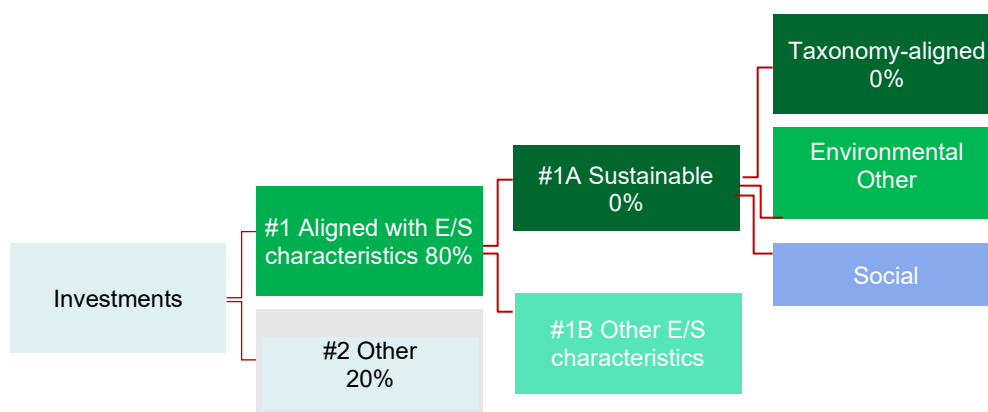 Taxonomy-aligned
0%
Environmental
Other
#1A Sustainable
0%
#1 Aligned with E/S
characteristics 80%
Social
Investments
#1B Other E/S
characteristics
#2 Other
20%